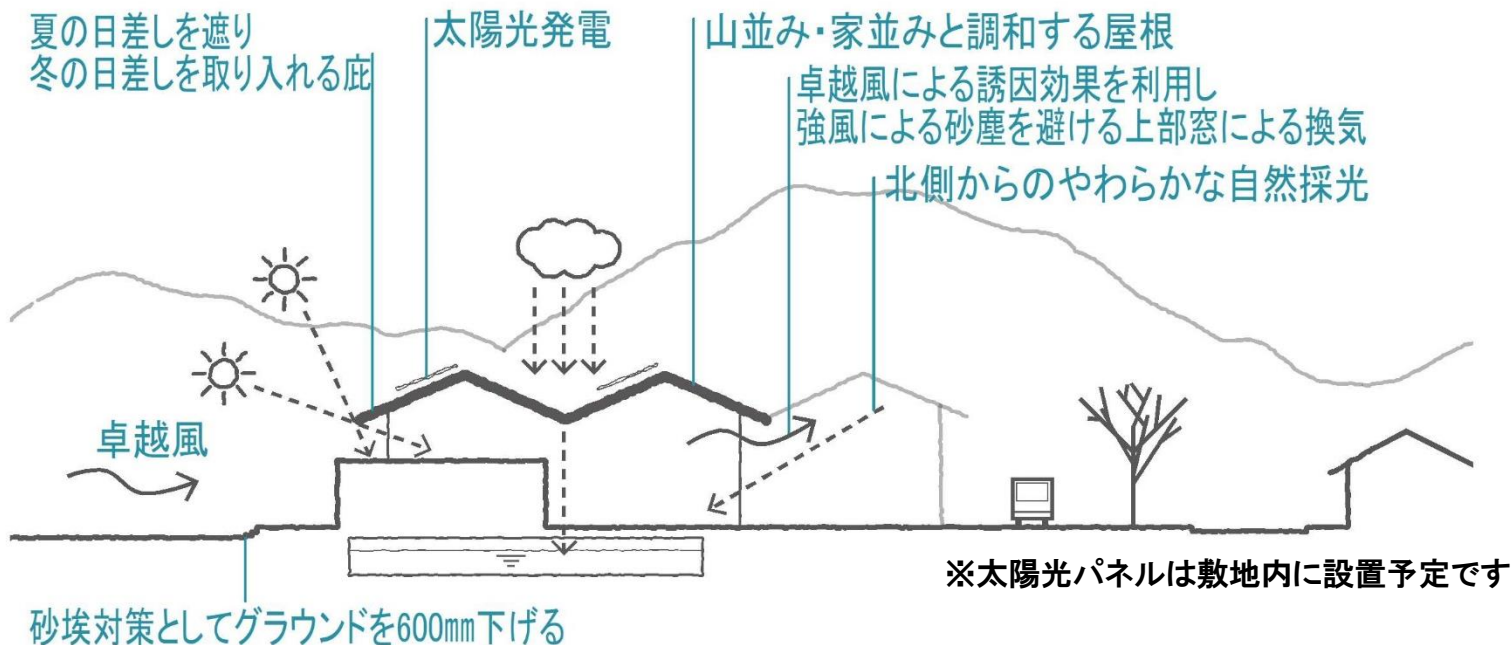 夏の日差しを遮り
冬の日差しを取り入れる庇
太陽光発電
山並み・家並みと調和する屋根
卓越風による誘因効果を利用し
強風による砂塵を避ける上部窓による換気
北側からのやわらかな自然採光
卓越風
※太陽光パネルは敷地内に設置予定です
砂埃対策としてグラウンドを600㎜下げる